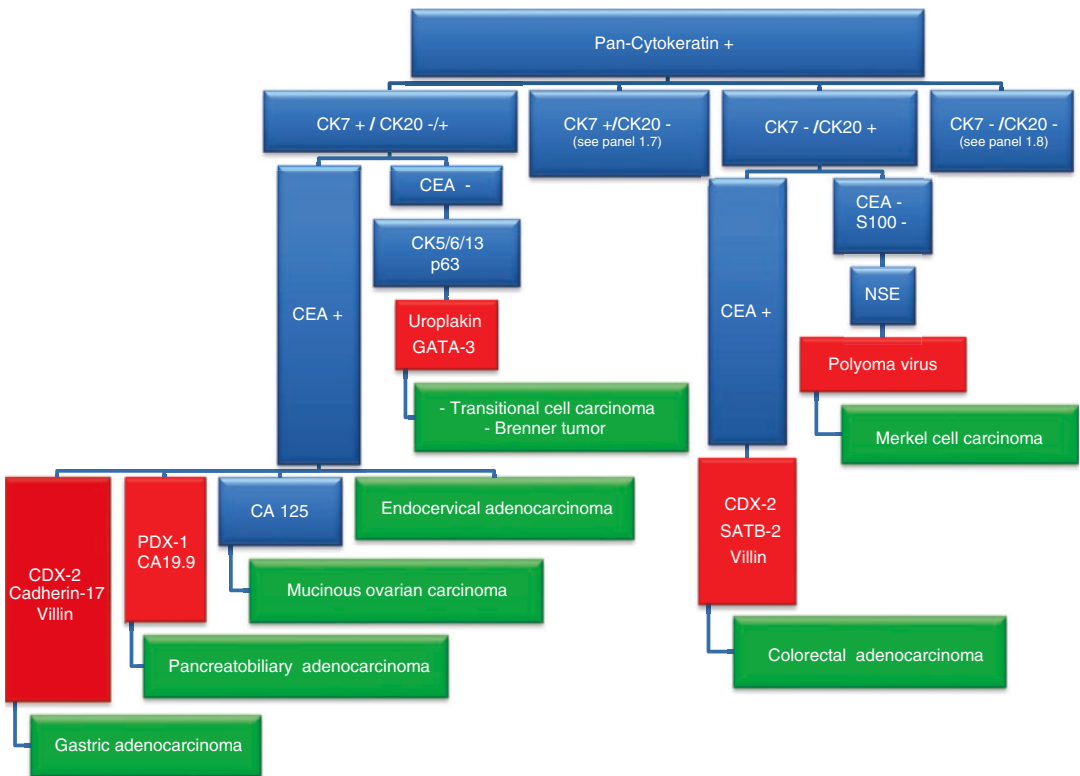 Pan-Cytokeratin +
CK7 + / CK20 -/+
CK7 +/CK20 -
(see panel 1.7)
CK7 - /CK20 +
CK7 - /CK20 -
(see panel 1.8)
CEA +
CEA -
CK5/6/13
p63
Uroplakin
GATA-3
- Transitional cell carcinoma
- Brenner tumor
CEA +
CEA -
S100 -
NSE
Polyoma virus
Merkel cell carcinoma
CDX-2
Cadherin-17
Villin
PDX-1
CA19.9
CA 125
Endocervical adenocarcinoma
Mucinous ovarian carcinoma
Pancreatobiliary adenocarcinoma
Gastric adenocarcinoma
CDX-2
SATB-2
Villin
Colorectal adenocarcinoma